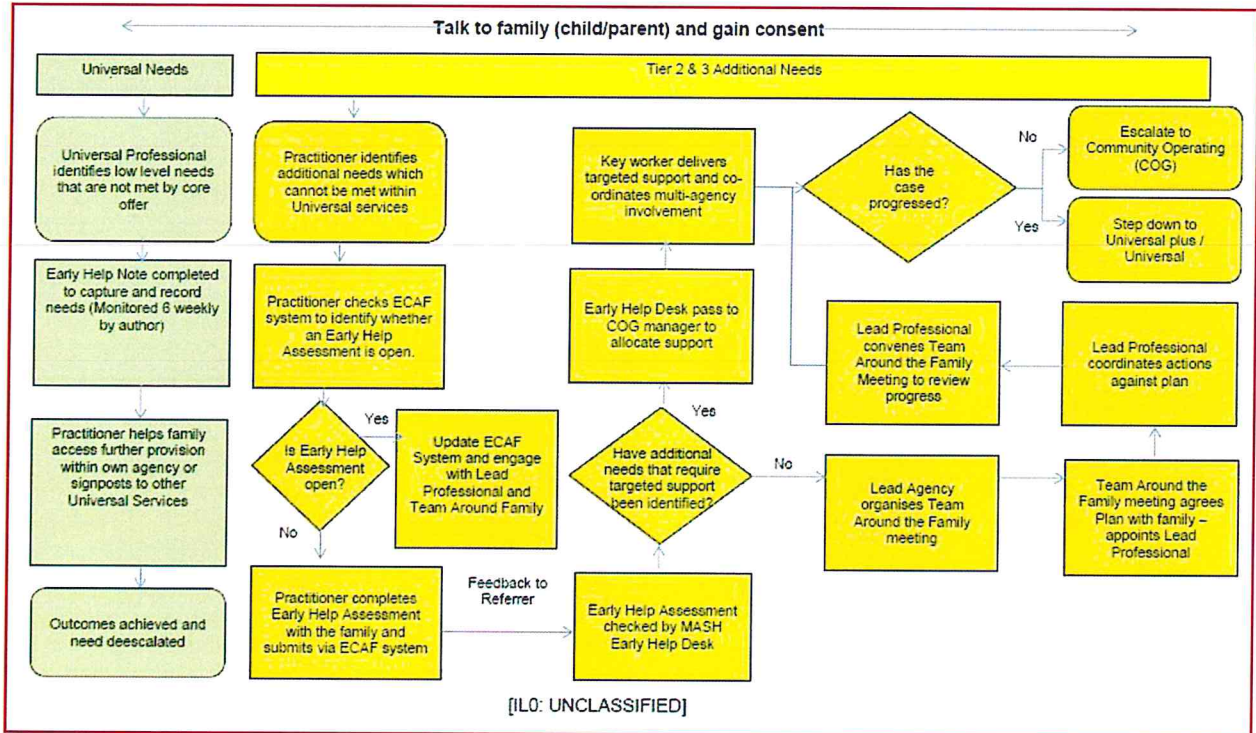 Talk to family (child/parent) and gain consent
Universal Needs
Tier 2 & 3 Additional Needs
Universal Professional
identifies low level needs
that are not met by core
offer
Early Help Note completed
to capture and record
needs (Monitored 6 weekly
by author)
Practitioner helps family
access further provision
within own agency or
signposts to other
Universal Services
Outcomes achieved and
need deescalated
Practitioner identifies
additional needs which
cannot be met within
Universal services
Practitioner checks ECAF
system to identify whether
an Early Help
Assessment is open.
Is Early Help
Assessment
open?
Yes
Update ECAF
System and engage
with Lead
Professional and
Team Around Family
No
Practitioner completes
Early Help Assessment
with the family and
submits via ECAF system
Feedback to
Referrer
Early Help Assessment
checked by MASH
Early Help Desk
Have additional
needs that require
targeted support
been identified?
Yes
Early Help Desk pass to
COG manager to
allocate support
Key worker delivers
targeted support and co-
ordinates multi-agency
involvement
No
Lead Agency
organises Team
Around the Family
meeting
Team Around the
Family meeting agrees
Plan with family –
appoints Lead
Professional
Lead Professional
coordinates actions
against plan
Lead Professional
convenes Team
Around the Family
Meeting to review
progress
Has the
case
progressed?
No
Escalate to
Community Operating
(COG)
Yes
Step down to
Universal plus /
Universal
[IL0: UNCLASSIFIED]